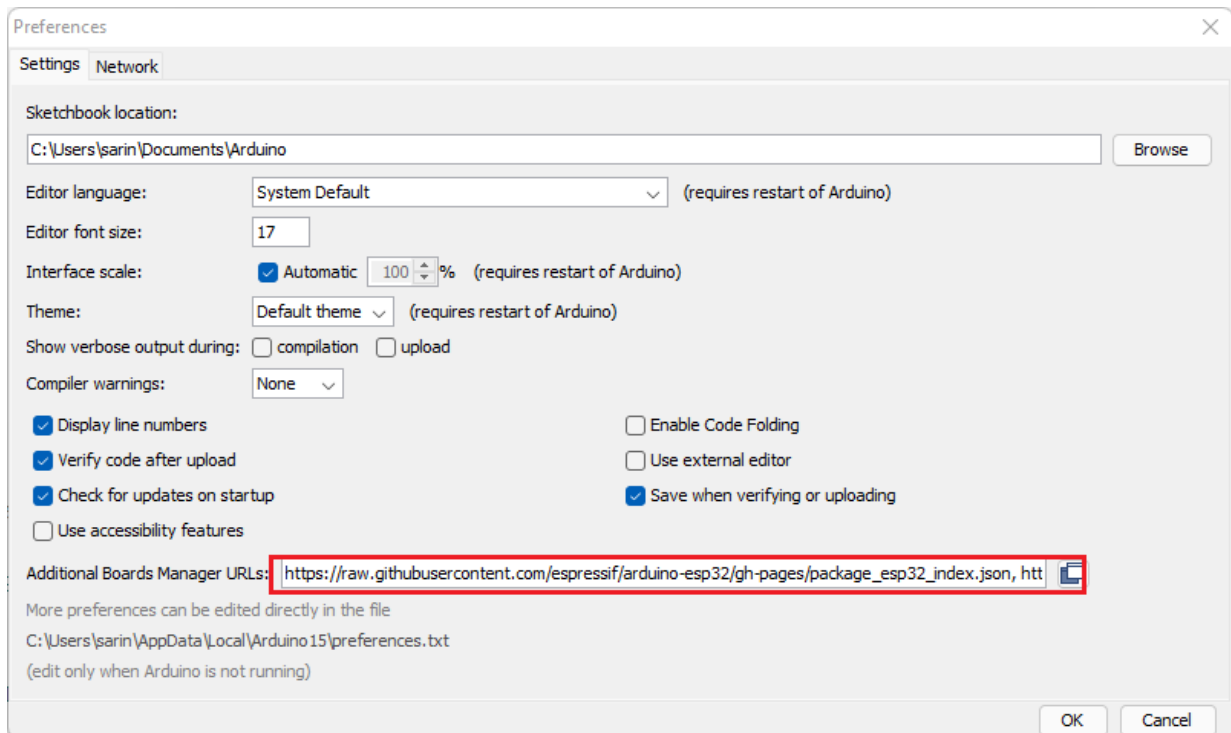 Preferences
Settings Network
Sketchbook location:
C:\Users\sarin\Documents\Arduino Browse
Editor language: System Default (requires restart of Arduino)
Editor font size: 17
Interface scale: Automatic 100 % (requires restart of Arduino)
Theme: Default theme (requires restart of Arduino)
Show verbose output during: compilation upload
Compiler warnings: None
Display line numbers Enable Code Folding
Verify code after upload Use external editor
Check for updates on startup Save when verifying or uploading
Use accessibility features
Additional Boards Manager URLs: https://raw.githubusercontent.com/espressif/arduino-esp32/gh-pages/package_esp32_index.json, htt
More preferences can be edited directly in the file
C:\Users\sarin\AppData\Local\Arduino15\preferences.txt
(edit only when Arduino is not running)
OK Cancel